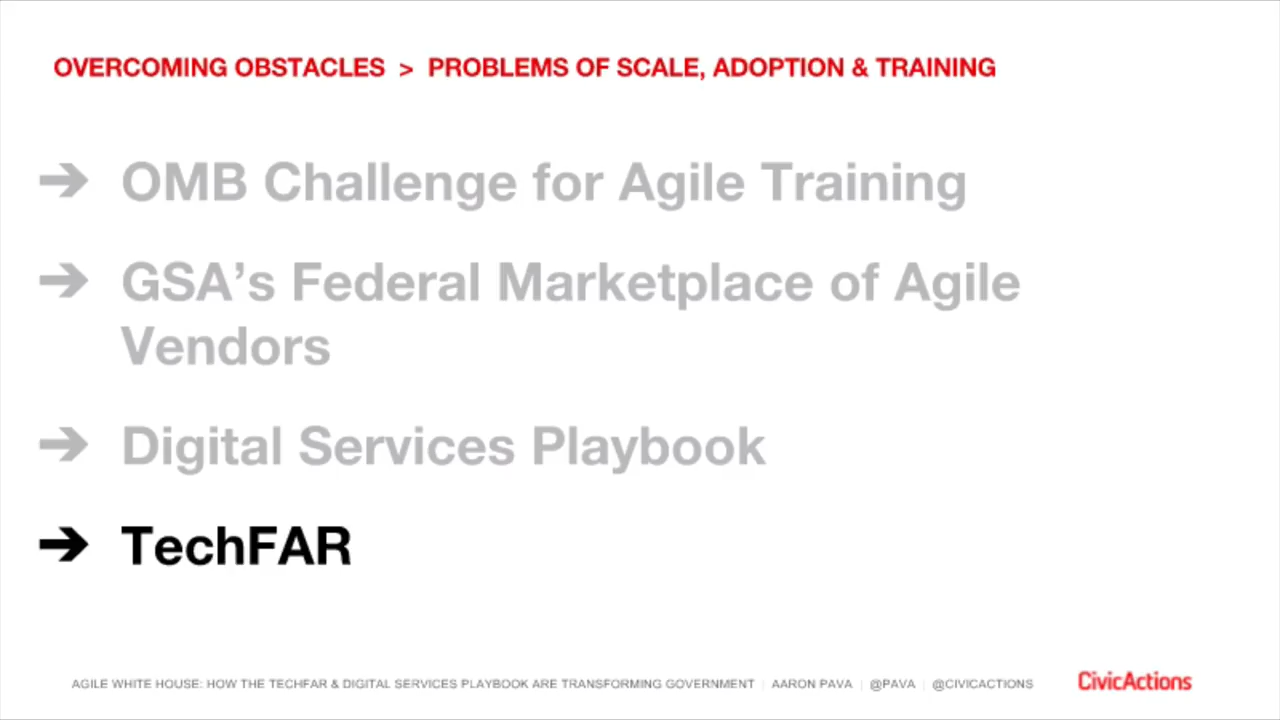 OVERCOMING OBSTACLES > PROBLEMS OF SCALE, ADOPTION & TRAINING
➔ OMB Challenge for Agile Training
➔ GSA’s Federal Marketplace of Agile
Vendors
➔ Digital Services Playbook
➔ TechFAR
AGILE WHITE HOUSE: HOW THE TECHFAR & DIGITAL SERVICES PLAYBOOK ARE TRANSFORMING GOVERNMENT | AARON PAVA | @PAVA | @CIVICACTIONS
CivicActions